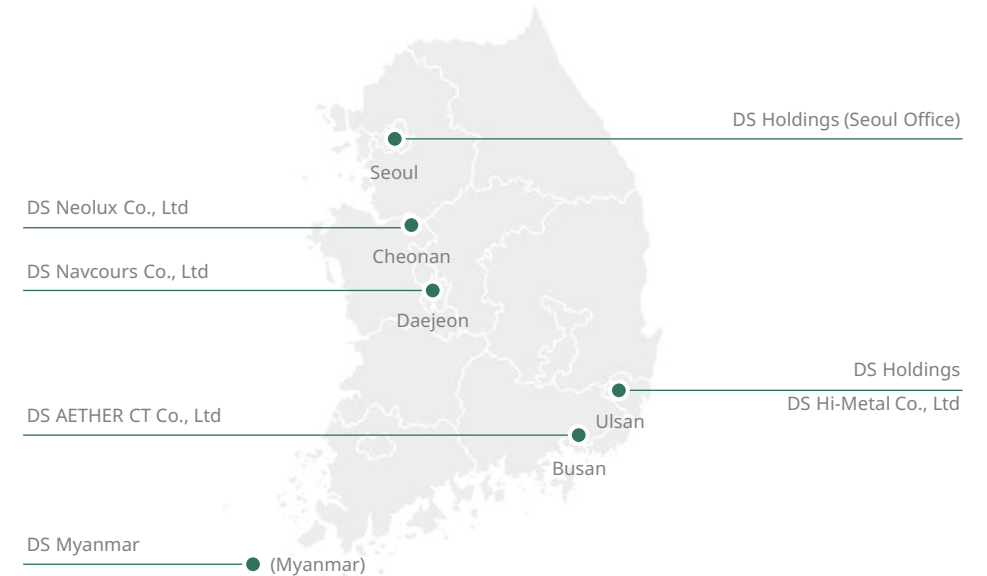 DS Holdings (Seoul Office)
Seoul
DS Neolux Co., Ltd
Cheonan
DS Navcours Co., Ltd
Daejeon
DS Holdings
DS Hi-Metal Co., Ltd
Ulsan
DS AETHER CT Co., Ltd
Busan
DS Myanmar
(Myanmar)